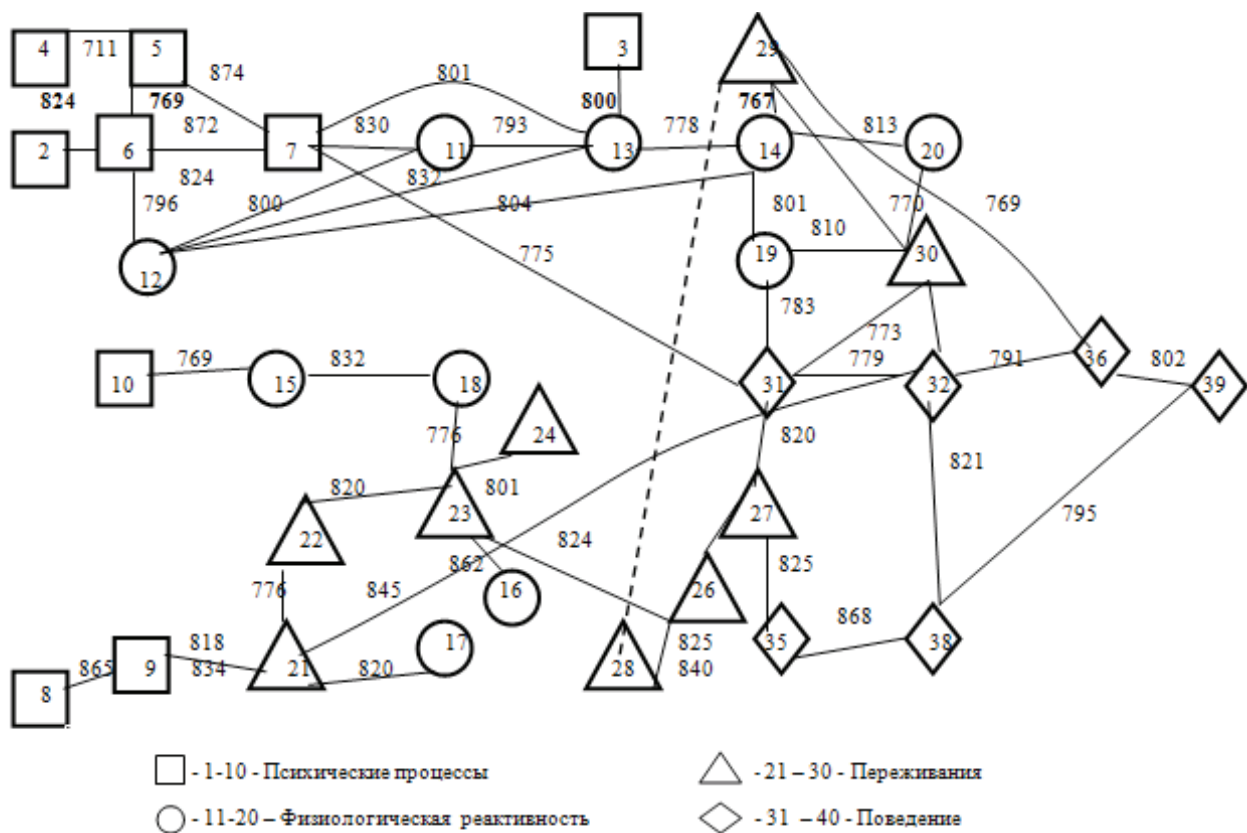 4 711 5 3 29
874 801
824 769 800 767
872 830 793 778 813
2 6 7 11 13 14 20
824 832
796 800 804 801 770 769
810
12 775 19 30
783
773
769 832 779 791 36 802
10 15 18 31 32 39
776 24 820
821
820 801
23 27 795
22 824
862 825
776 845 16 26
818 17 825 868
865 9 834 21 820 28 840 35 38
8
- 1-10 - Психические процессы - 21 – 30 - Переживания
- 11-20 – Физиологическая реактивность - 31 – 40 - Поведение